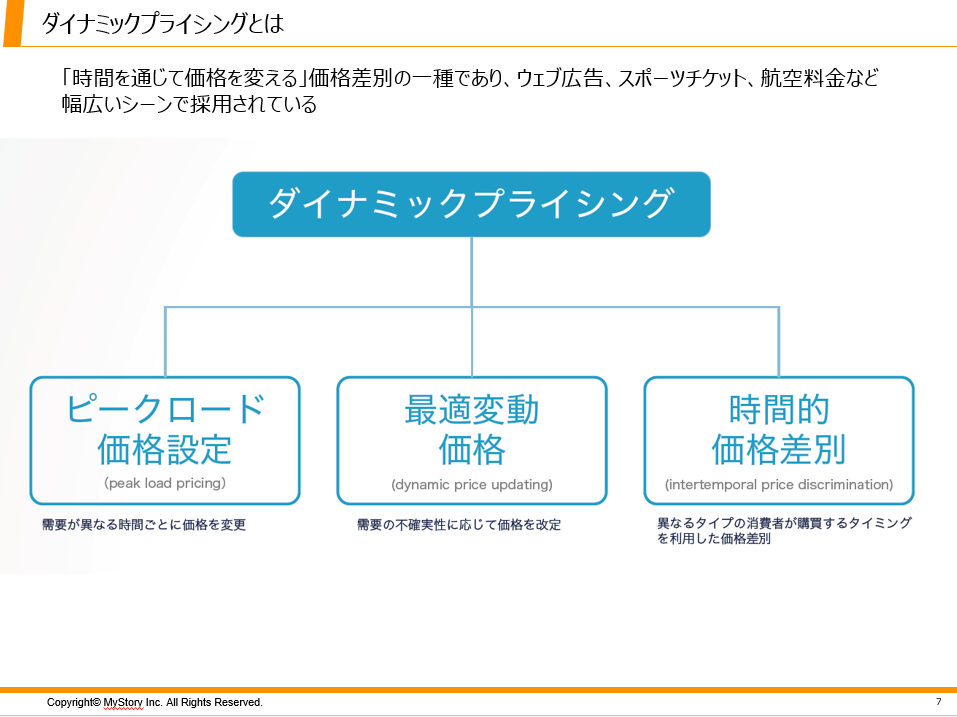 ダイナミックプライシングとは
「時間を通じて価格を変える」価格差別の一種であり、ウェブ広告、スポーツチケット、航空料金など
幅広いシーンで採用されている
ダイナミックプライシング
ピークロード
価格設定
(peak load pricing)
需要が異なる時間ごとに価格を変更
最適変動
価格
(dynamic price updating)
需要の不確実性に応じて価格を改定
時間的
価格差別
(intertemporal price discrimination)
異なるタイプの消費者が購買するタイミング
を利用した価格差別
Copyright© MyStory Inc. All Rights Reserved.
7